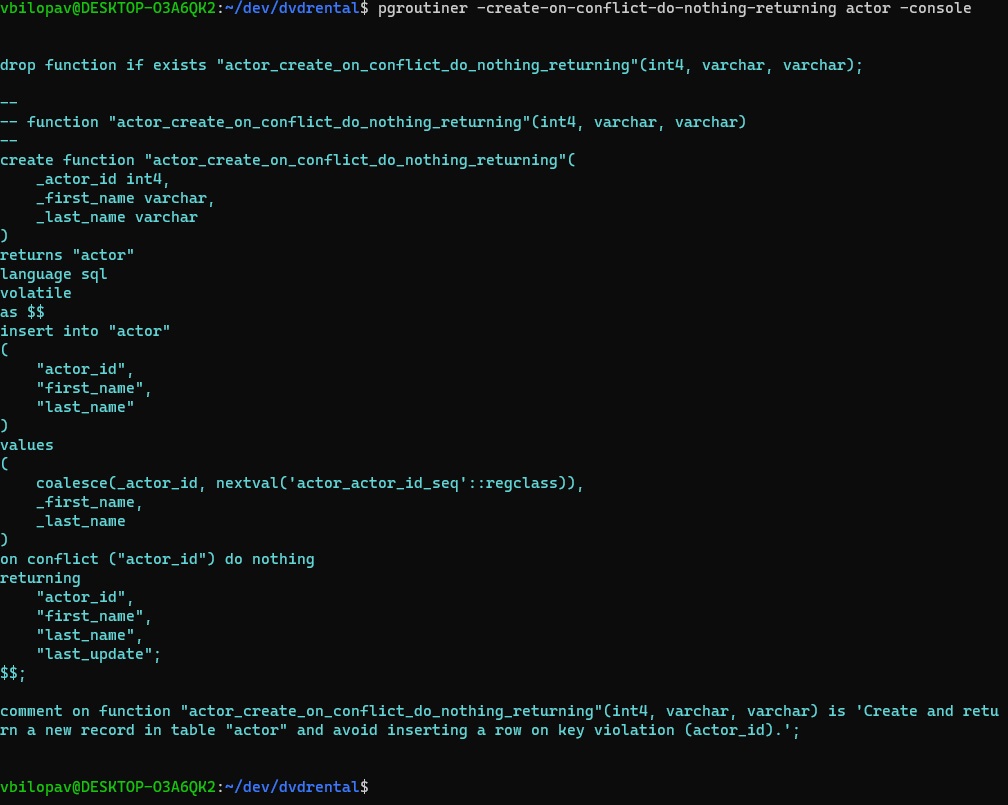 vbilopav@DESKTOP-O3A6QK2:~/dev/dvdrental$ pgroutiner -create-on-conflict-do-nothing-returning actor -console
drop function if exists "actor_create_on_conflict_do_nothing_returning"(int4, varchar, varchar);
--
-- function "actor_create_on_conflict_do_nothing_returning"(int4, varchar, varchar)
--
create function "actor_create_on_conflict_do_nothing_returning"(
    _actor_id int4,
    _first_name varchar,
    _last_name varchar
)
returns "actor"
language sql
volatile
as $$
insert into "actor"
(
    "actor_id",
    "first_name",
    "last_name"
)
values
(
    coalesce(_actor_id, nextval('actor_actor_id_seq'::regclass)),
    _first_name,
    _last_name
)
on conflict ("actor_id") do nothing
returning
    "actor_id",
    "first_name",
    "last_name",
    "last_update";
$$;
comment on function "actor_create_on_conflict_do_nothing_returning"(int4, varchar, varchar) is 'Create and retu
rn a new record in table "actor" and avoid inserting a row on key violation (actor_id).';
vbilopav@DESKTOP-O3A6QK2:~/dev/dvdrental$